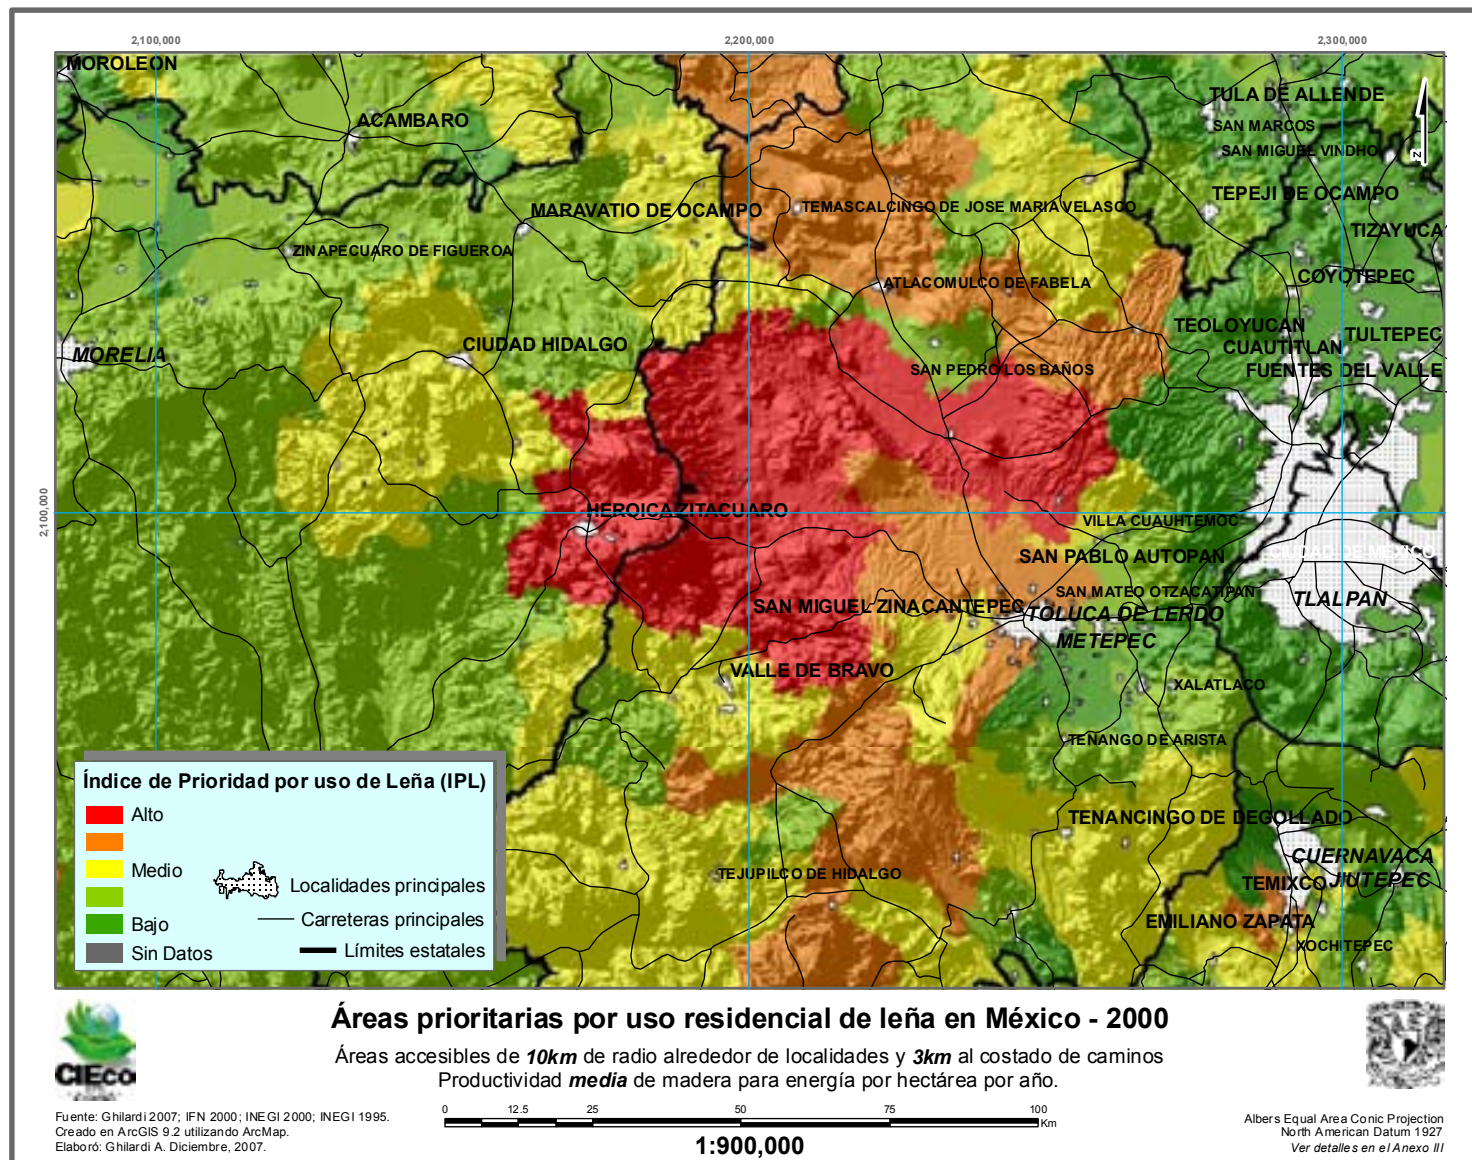 2,100,000
2,200,000
2,300,000
2,100,000
MOROLEON
ACAMBARO
TULA DE ALLENDE
SAN MARCOS
SAN MIGUEL VINDHO
N
TEPEJI DE OCAMPO
MARAVATIO DE OCAMPO
TEMASCALCINGO DE JOSE MARIA VELASCO
TIZAYUCA
ZINAPECUARO DE FIGUEROA
COYOTEPEC
ATLACOMULCO DE FABELA
TEOLOYUCAN
TULTEPEC
CIUDAD HIDALGO
CUAUTITLAN
MORELIA
SAN PEDRO LOS BAÑOS
FUENTES DEL VALLE
HEROICA ZITACUARO
VILLA CUAUHTEMOC
SAN PABLO AUTOPAN
CIUDAD DE MEXICO
SAN MATEO OTZACATIPAN
TLALPAN
SAN MIGUEL ZINACANTEPEC
TOLUCA DE LERDO
METEPEC
VALLE DE BRAVO
XALATLACO
TENANGO DE ARISTA
TENANCINGO DE DEGOLLADO
CUERNAVACA
TEJUPILCO DE HIDALGO
TEMIXCO
JIUTEPEC
EMILIANO ZAPATA
XOCHITEPEC
Índice de Prioridad por uso de Leña (IPL)
Alto
Medio
Bajo
Sin Datos
Localidades principales
Carreteras principales
Límites estatales
CIEco
Áreas prioritarias por uso residencial de leña en México - 2000
Áreas accesibles de 10km de radio alrededor de localidades y 3km al costado de caminos
Productividad media de madera para energía por hectárea por año.
Fuente: Ghilardi 2007; IFN 2000; INEGI 2000; INEGI 1995.
Creado en ArcGIS 9.2 utilizando ArcMap.
Elaboró: Ghilardi A. Diciembre, 2007.
0 12.5 25 50 75 100
Km
1:900,000
Albers Equal Area Conic Projection
North American Datum 1927
Ver detalles en el Anexo III